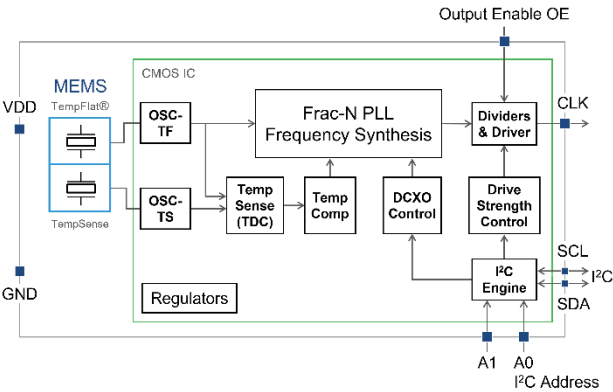 Output Enable OE
CMOS IC
MEMS
TempFlat®
VDD
OSC-
TF
Frac-N PLL
Frequency Synthesis
Dividers
& Driver
CLK
TempSense
OSC-
TS
Temp
Sense
(TDC)
Temp
Comp
DCXO
Control
Drive
Strength
Control
SCL
I²C
SDA
I²C
Engine
GND
Regulators
A1
A0
I²C Address